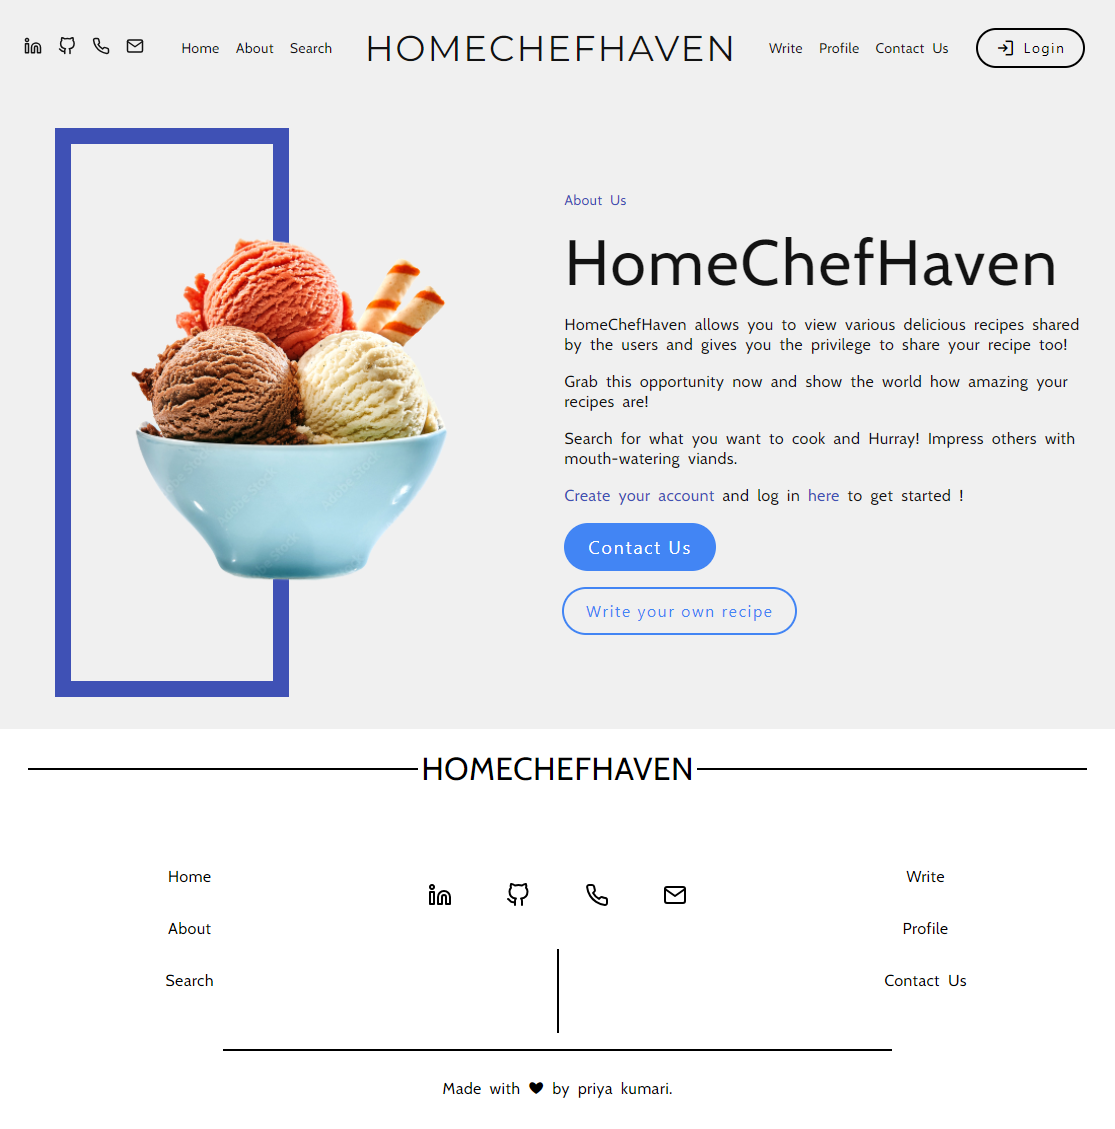 Home About Search HOMECHEFHAVEN Write Profile Contact Us Login
About Us
HomeChefHaven
HomeChefHaven allows you to view various delicious recipes shared
by the users and gives you the privilege to share your recipe too!
Grab this opportunity now and show the world how amazing your
recipes are!
Search for what you want to cook and Hurray! Impress others with
mouth-watering viands.
Create your account and log in here to get started !
Contact Us
Write your own recipe
HOMECHEFHAVEN
Home
About
Search
Write
Profile
Contact Us
Made with ♥ by priya kumari.